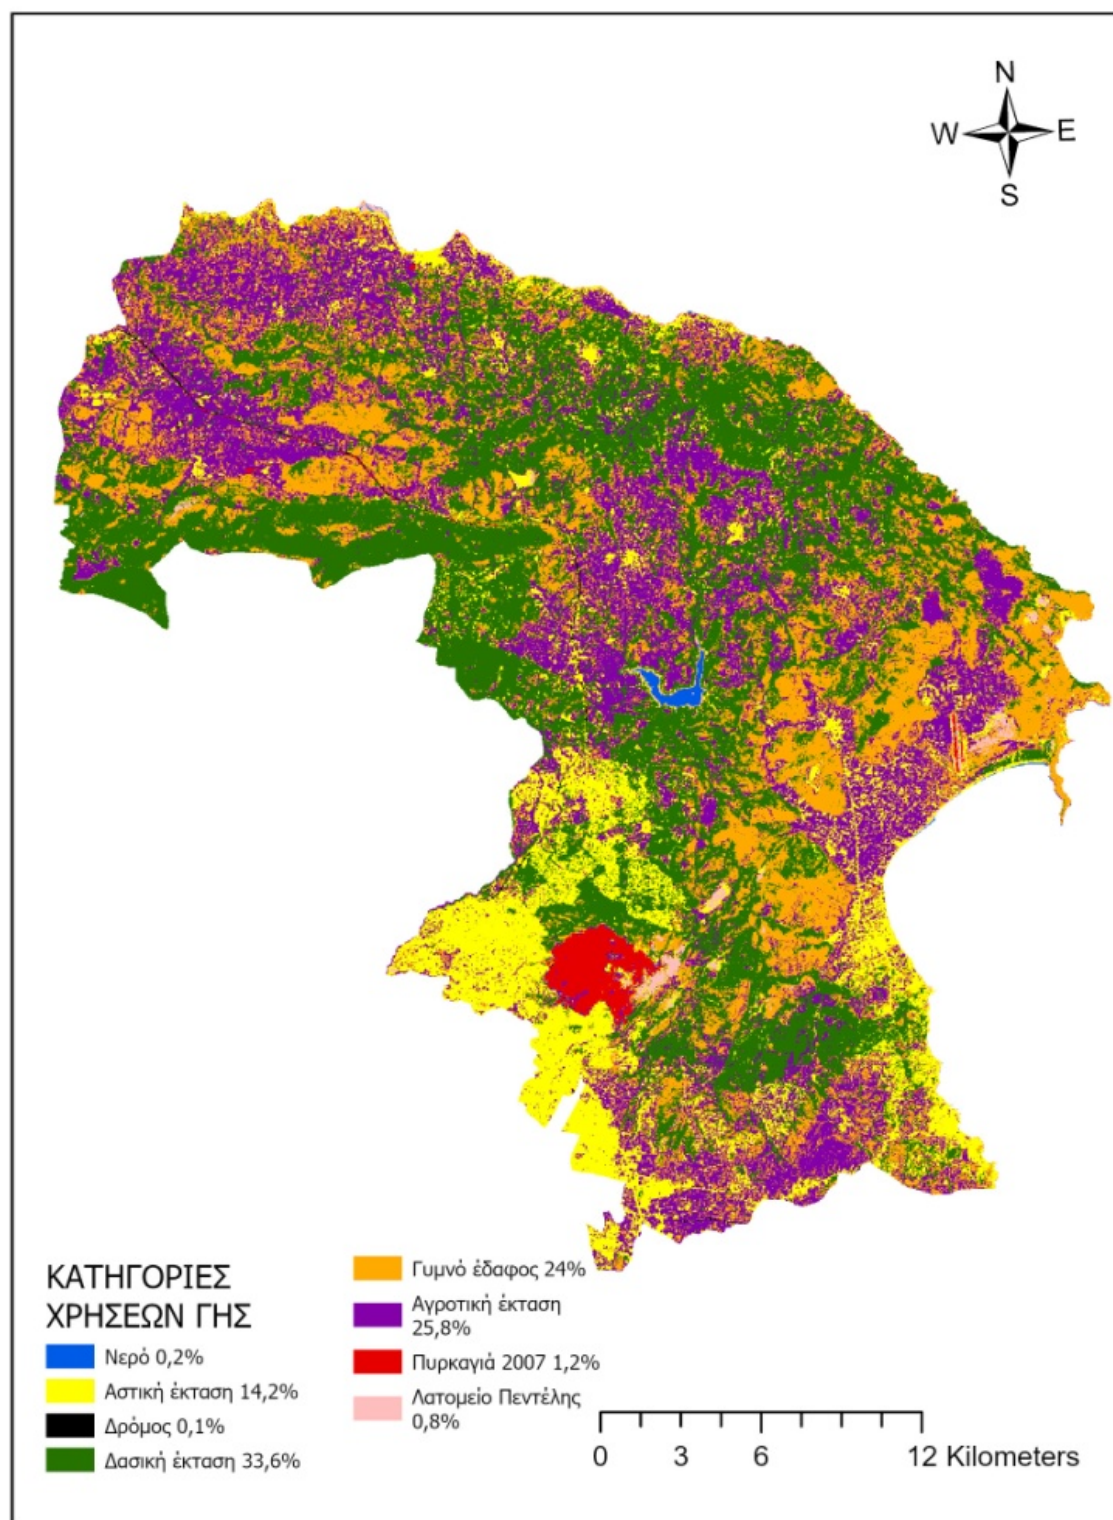 N
W E
S
ΚΑΤΗΓΟΡΙΕΣ
ΧΡΗΣΕΩΝ ΓΗΣ
Νερό 0,2%
Αστική έκταση 14,2%
Δρόμος 0,1%
Δασική έκταση 33,6%
Γυμνό έδαφος 24%
Αγροτική έκταση
25,8%
Πυρκαγιά 2007 1,2%
Λατομείο Πεντέλης
0,8%
0 3 6 12 Kilometers